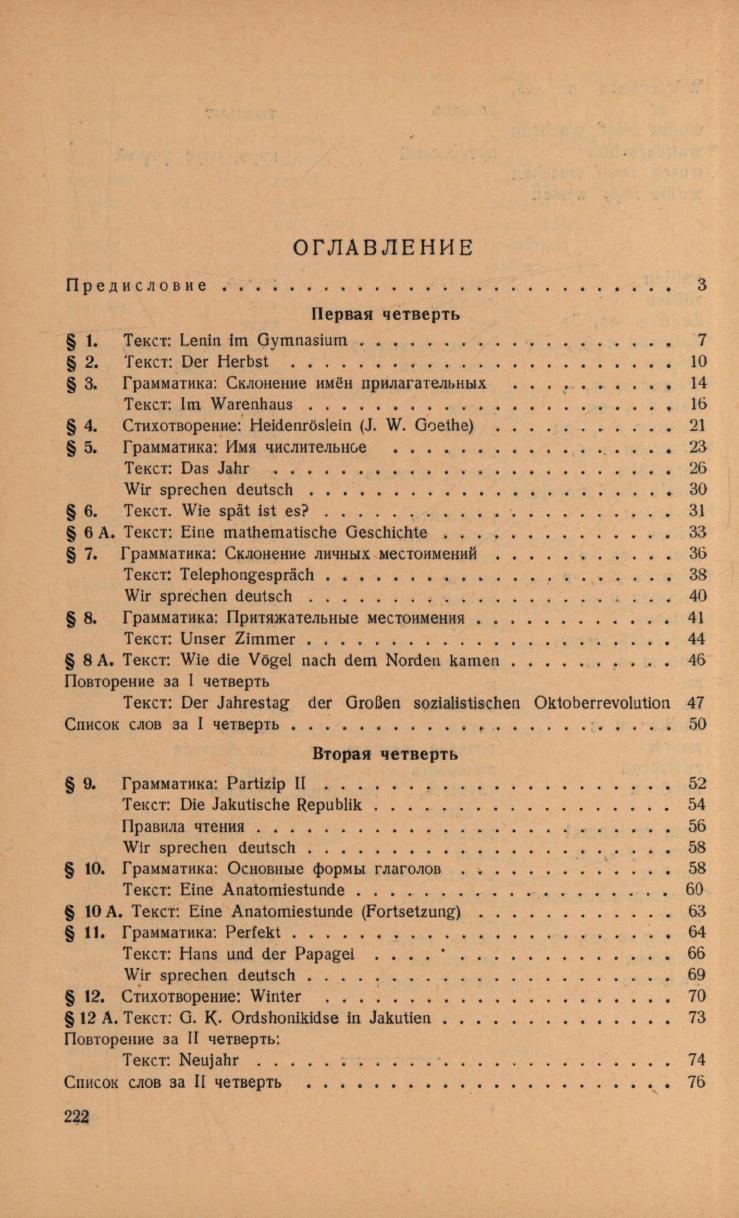 ОГЛАВЛЕНИЕ
Предисловие . . . . . . . . . . . . . . . . . . . . . . . . . . . 3
Первая четверть
§ 1. Текст: Lenin im Gymnasium . . . . . . . . . . . . . . . . . . . 7
§ 2. Текст: Der Herbst . . . . . . . . . . . . . . . . . . . . . . . 10
§ 3. Грамматика: Склонение имён прилагательных . . . . . . . . . . 14
Текст: Im Warenhaus . . . . . . . . . . . . . . . . . . . . . . 16
§ 4. Стихотворение: Heidenröslein (J. W. Goethe) . . . . . . . . . . . 21
§ 5. Грамматика: Имя числительное . . . . . . . . . . . . . . . . . 23
Текст: Das Jahr . . . . . . . . . . . . . . . . . . . . . . . . 26
Wir sprechen deutsch . . . . . . . . . . . . . . . . . . . . . . 30
§ 6. Текст. Wie spät ist es? . . . . . . . . . . . . . . . . . . . . . 31
§ 6 А. Текст: Eine mathematische Geschichte . . . . . . . . . . . . . . 33
§ 7. Грамматика: Склонение личных местоимений . . . . . . . . . . . 36
Текст: Telephongespräch . . . . . . . . . . . . . . . . . . . . . 38
Wir sprechen deutsch . . . . . . . . . . . . . . . . . . . . . . 40
§ 8. Грамматика: Притяжательные местоимения . . . . . . . . . . . . 41
Текст: Unser Zimmer . . . . . . . . . . . . . . . . . . . . . . 44
§ 8 А. Текст: Wie die Vögel nach dem Norden kamen . . . . . . . . . . 46
Повторение за I четверть
Текст: Der Jahrestag der Großen sozialistischen Oktoberrevolution 47
Список слов за I четверть . . . . . . . . . . . . . . . . . . . . . . . 50
Вторая четверть
§ 9. Грамматика: Partizip II . . . . . . . . . . . . . . . . . . . . . 52
Текст: Die Jakutische Republik . . . . . . . . . . . . . . . . . . 54
Правила чтения . . . . . . . . . . . . . . . . . . . . . . . . . 56
Wir sprechen deutsch . . . . . . . . . . . . . . . . . . . . . . 58
§ 10. Грамматика: Основные формы глаголов . . . . . . . . . . . . . 58
Текст: Eine Anatomiestunde . . . . . . . . . . . . . . . . . . . 60
§ 10 А. Текст: Eine Anatomiestunde (Fortsetzung) . . . . . . . . . . . . 63
§ 11. Грамматика: Perfekt . . . . . . . . . . . . . . . . . . . . . . . 64
Текст: Hans und der Papagei . . . . . . . . . . . . . . . . . . 66
Wir sprechen deutsch . . . . . . . . . . . . . . . . . . . . . . 69
§ 12. Стихотворение: Winter . . . . . . . . . . . . . . . . . . . . . 70
§ 12 А. Текст: G. K. Ordshonikidse in Jakutien . . . . . . . . . . . . . . 73
Повторение за II четверть:
Текст: Neujahr . . . . . . . . . . . . . . . . . . . . . . . . . 74
Список слов за II четверть . . . . . . . . . . . . . . . . . . . . . . 76
222